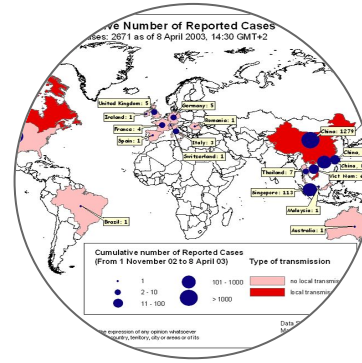 ve Number of Reported Cases
ases: 2671 as of 8 April 2003, 14:30 GMT+2
United Kingdom: 5
Germany: 5
Ireland: 1
Romania: 1
France: 4
Spain: 1
Italy: 3
Switzerland: 1
China: 1279
China,
China,
Thailand: 7
Viet Nam:
Singapore: 113
Malaysia: 1
Brazil: 1
Australia: 1
Cumulative number of Reported Cases
(From 1 November 02 to 8 April 03)
Type of transmission
1
2 - 10
11 - 100
101 - 1000
> 1000
no local transmis
local transmiss
the expression of any opinion whatsoever
country, territory, city or areas or of its